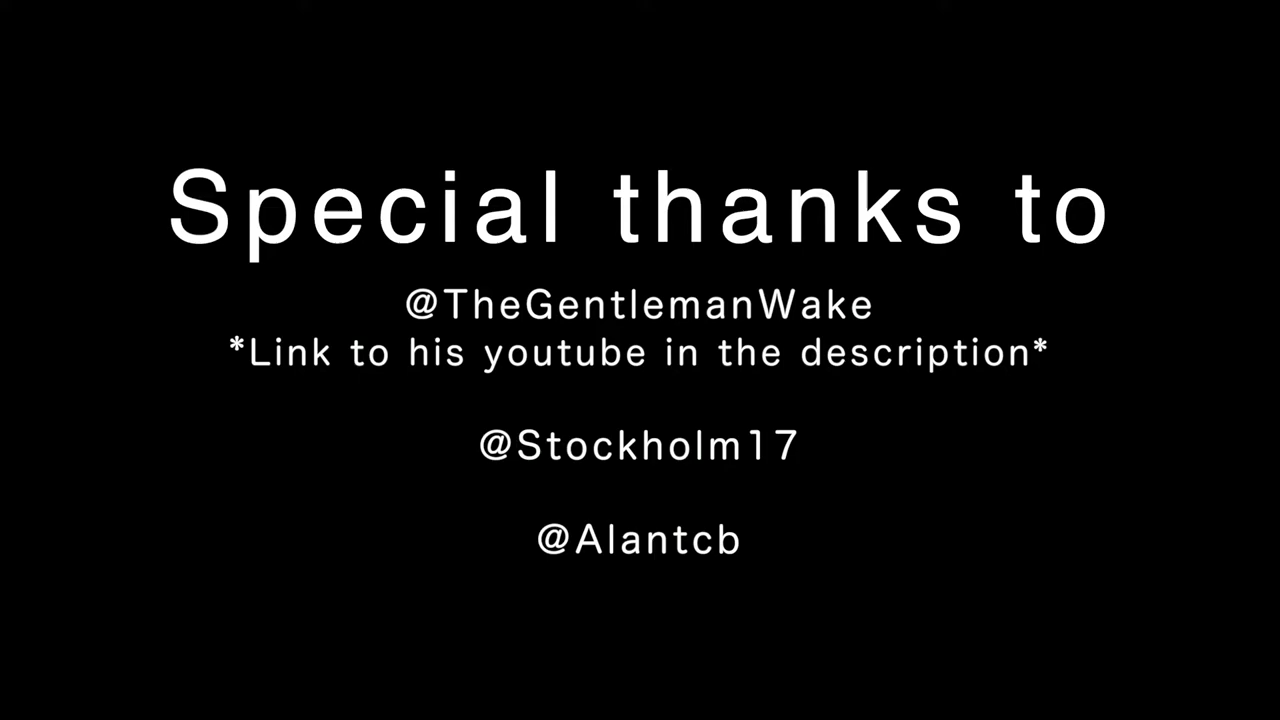 Special thanks to
@TheGentlemanWake
*Link to his youtube in the description*
@Stockholm17
@Alantcb